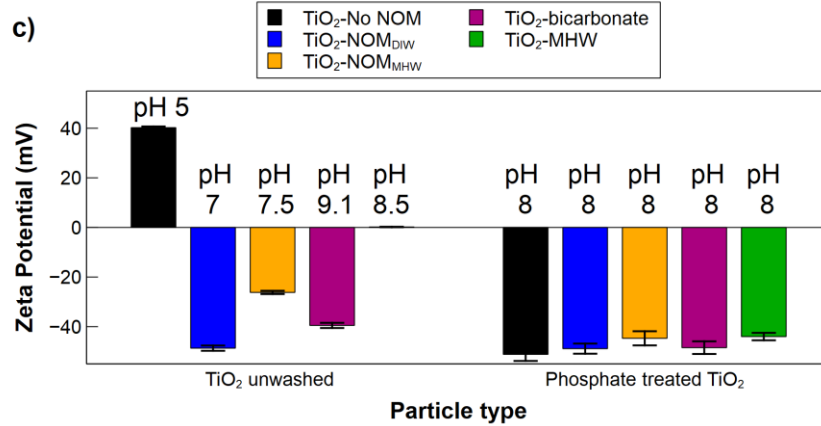 c)
TiO₂-No NOM
TiO₂-NOM_DIW
TiO₂-NOM_MHW
TiO₂-bicarbonate
TiO₂-MHW
Zeta Potential (mV)
40
20
0
−20
−40
pH 5
pH 7
pH 7.5
pH 9.1
pH 8.5
pH 8
pH 8
pH 8
pH 8
pH 8
TiO₂ unwashed
Phosphate treated TiO₂
Particle type